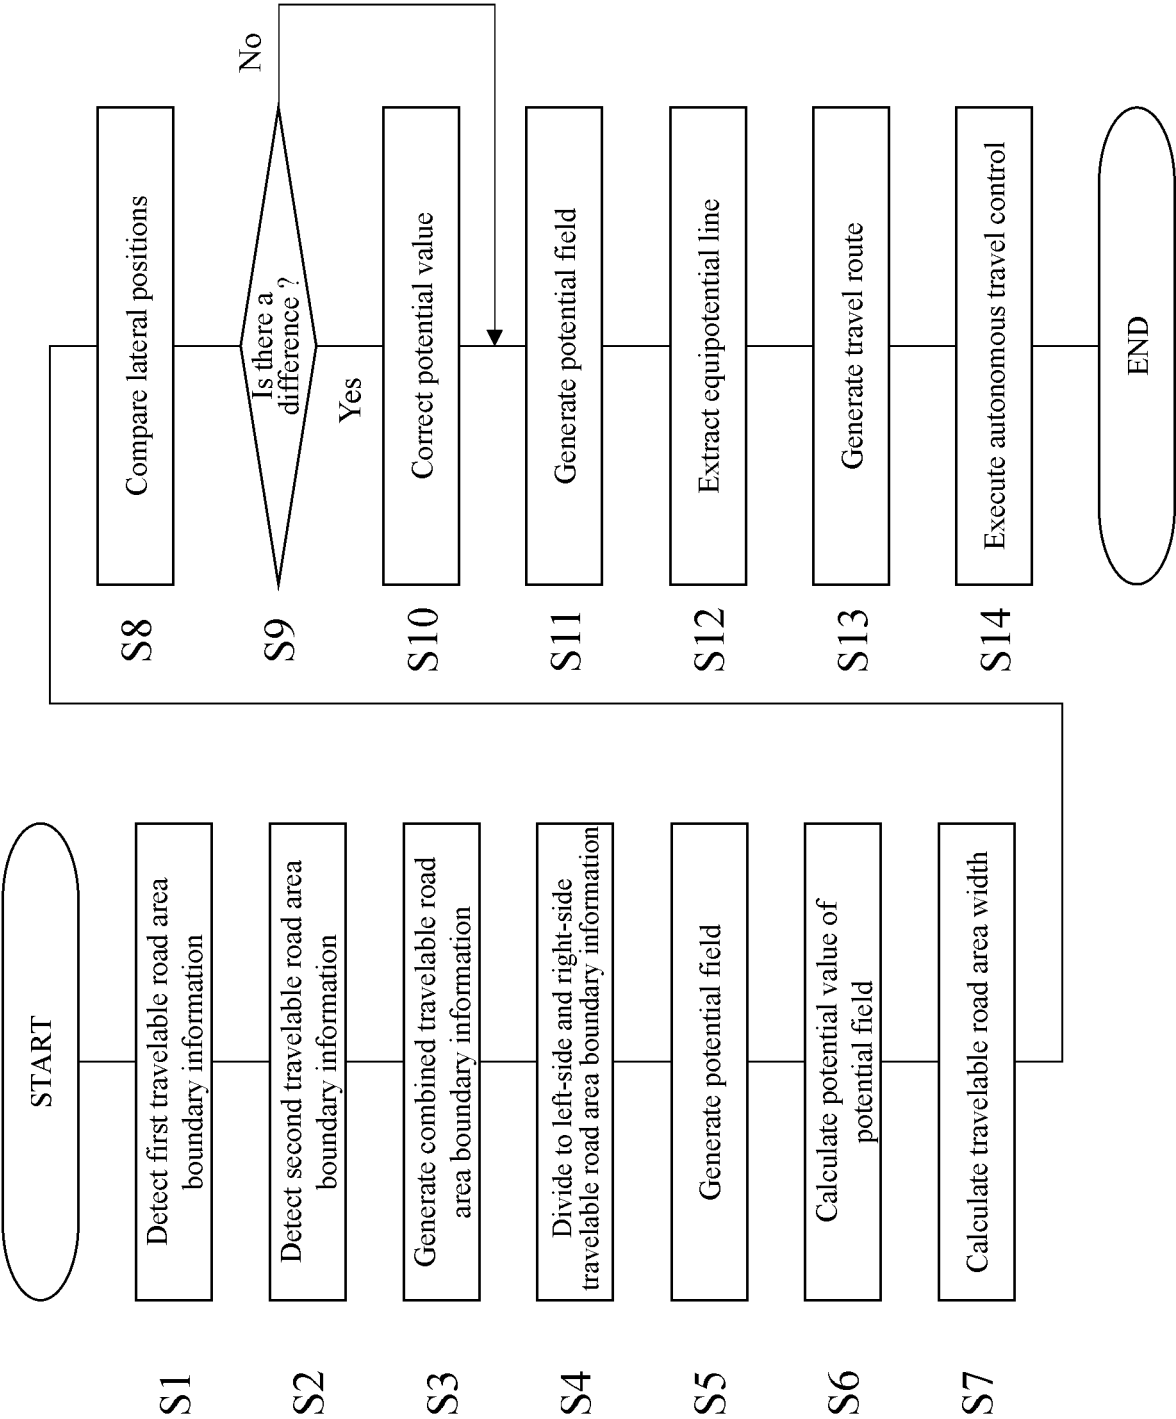 START
S1
Detect first travelable road area
boundary information
S2
Detect second travelable road area
boundary information
S3
Generate combined travelable road
area boundary information
S4
Divide to left-side and right-side
travelable road area boundary information
S5
Generate potential field
S6
Calculate potential value of
potential field
S7
Calculate travelable road area width
S8
Compare lateral positions
S9
Is there a
difference ?
No
Yes
S10
Correct potential value
S11
Generate potential field
S12
Extract equipotential line
S13
Generate travel route
S14
Execute autonomous travel control
END